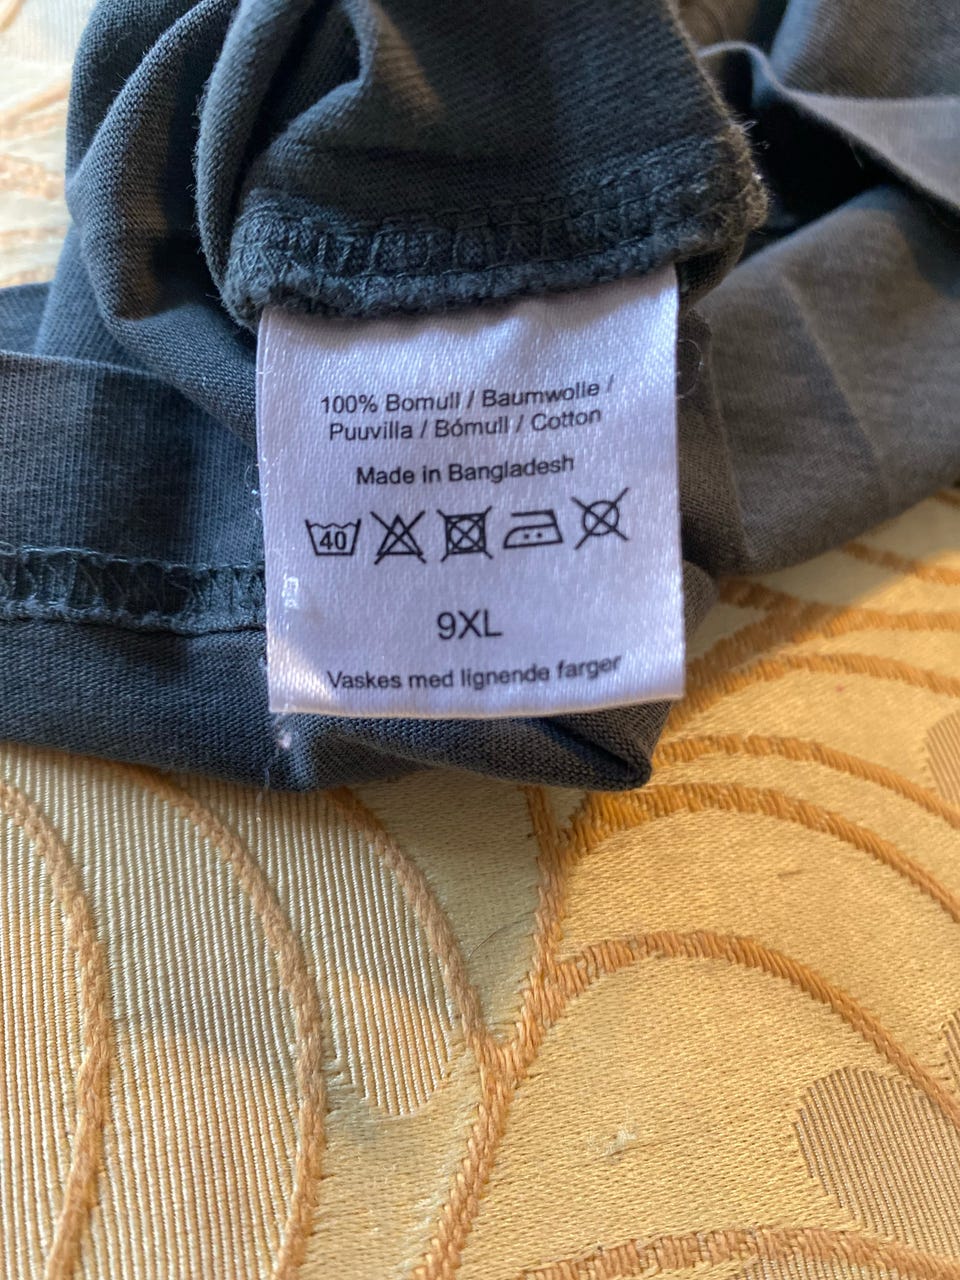 100% Bomull / Baumwolle /
Puuvilla / Bómull / Cotton
Made in Bangladesh
40
9XL
Vaskes med lignende farger